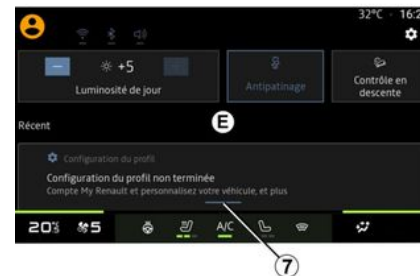 32°C 16:2
+5
Luminosité de jour
Antipatinage
Contrôle en
descente
E
Récent
Configuration du profil
Configuration du profil non terminée
Compte My Renault et personnalisez votre véhicule, et plus
20⁵ 5 A/C
7